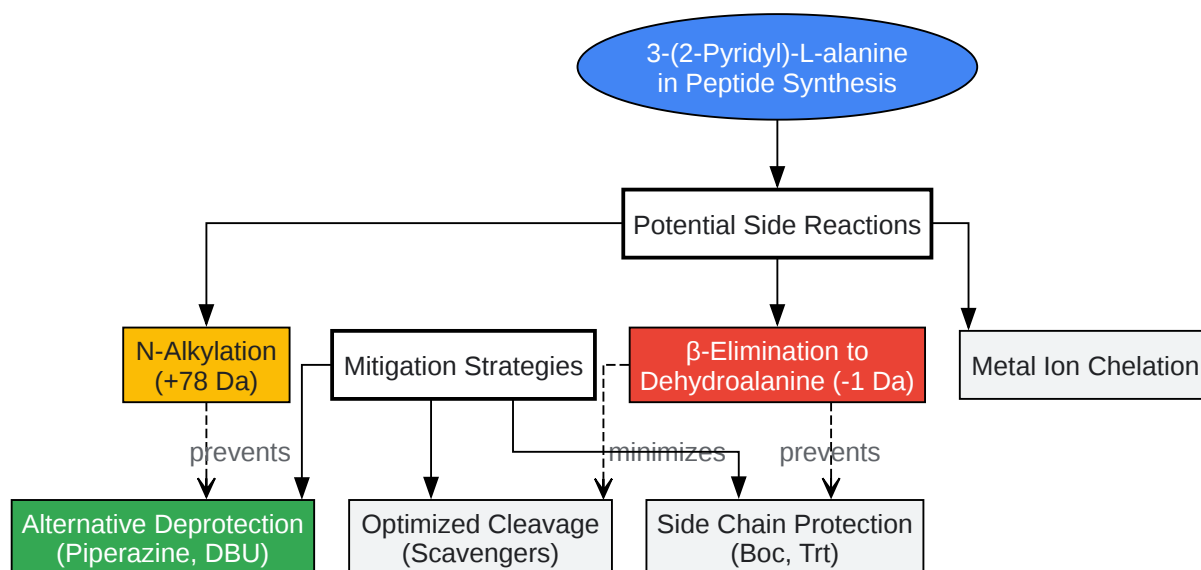 3-(2-Pyridyl)-L-alanine
in Peptide Synthesis
Potential Side Reactions
N-Alkylation
(+78 Da)
Mitigation Strategies
β-Elimination to
Dehydroalanine (-1 Da)
Metal Ion Chelation
prevents
minimizes
prevents
Alternative Deprotection
(Piperazine, DBU)
Optimized Cleavage
(Scavengers)
Side Chain Protection
(Boc, Trt)